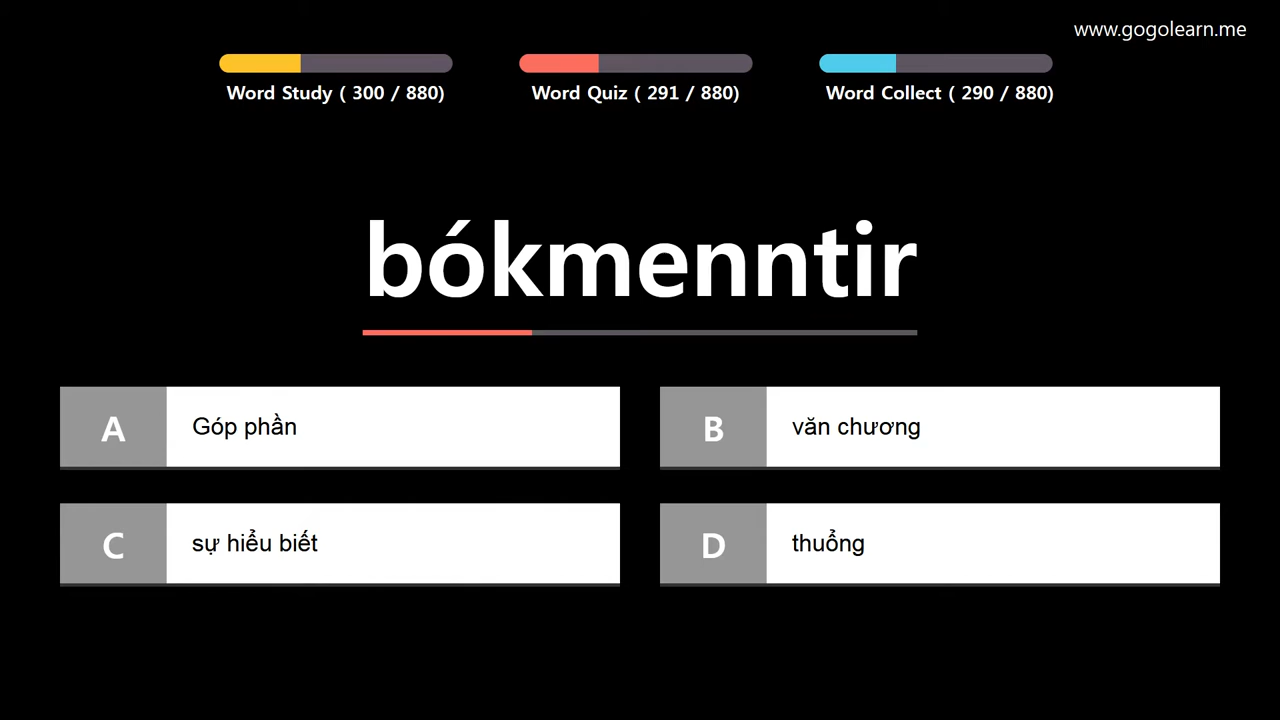 www.gogolearn.me
Word Study ( 300 / 880)
Word Quiz ( 291 / 880)
Word Collect ( 290 / 880)
bókmenntir
A Góp phần
B văn chương
C sự hiểu biết
D thuổng